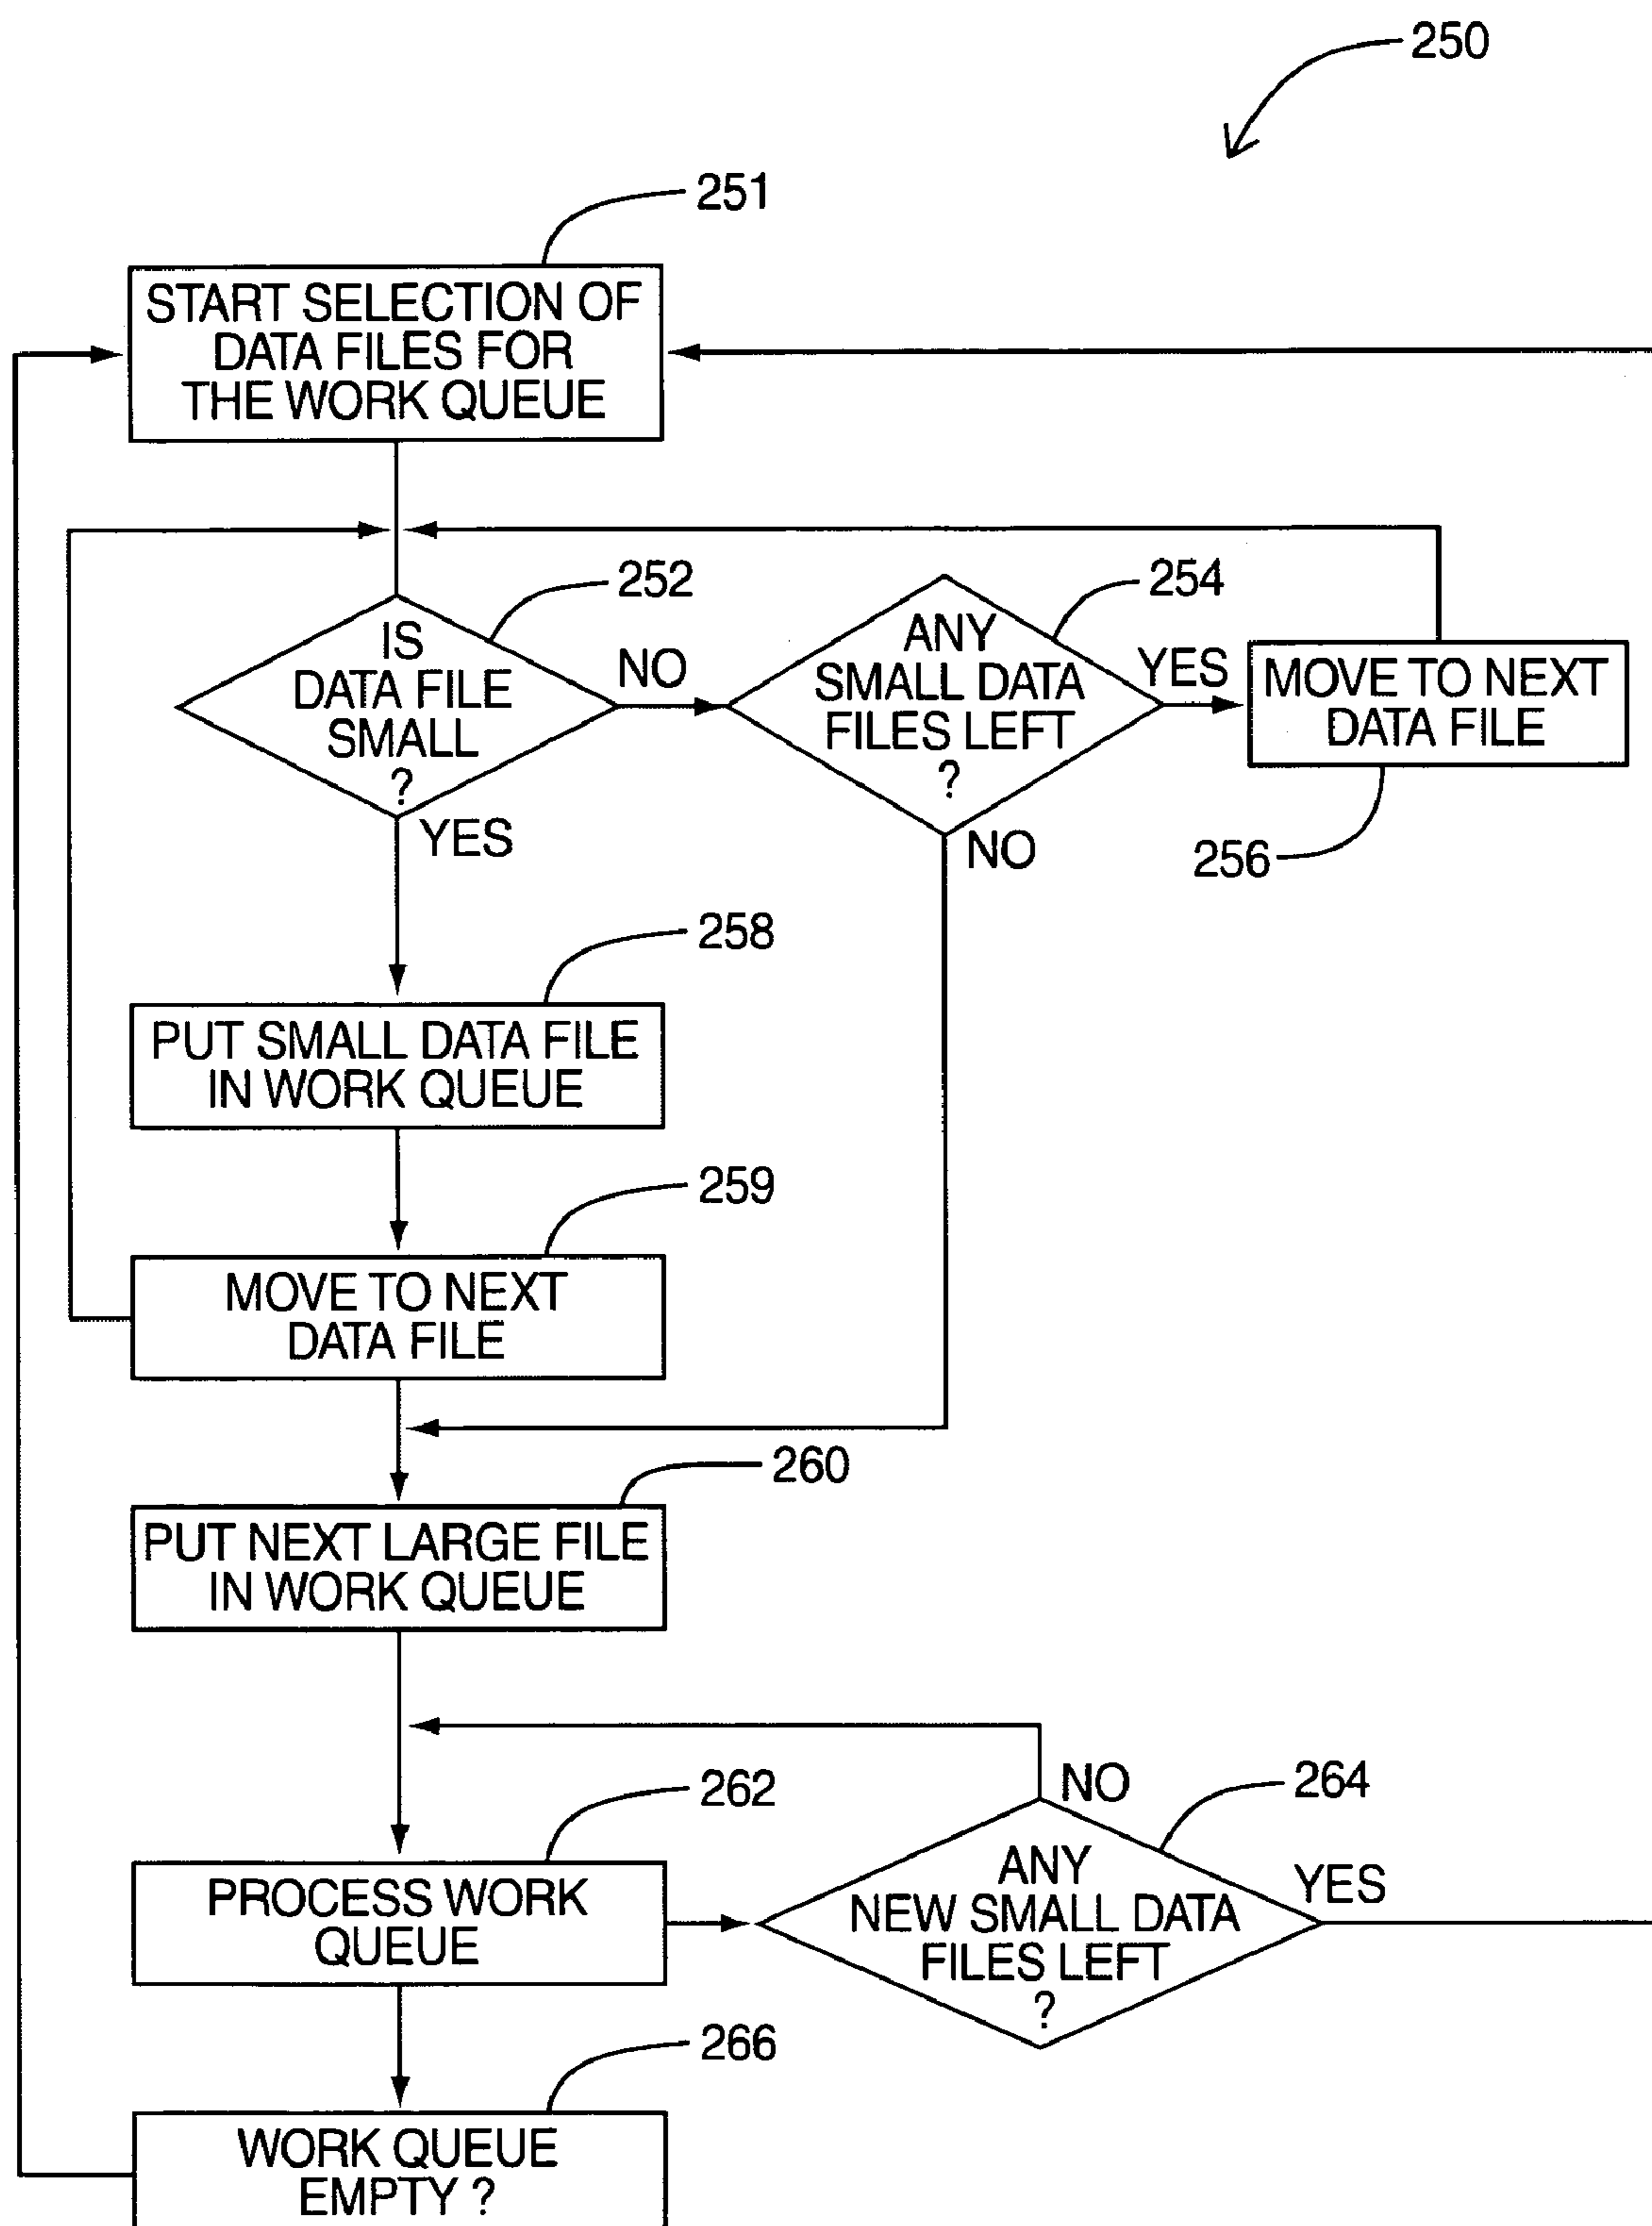 250
251
START SELECTION OF
DATA FILES FOR
THE WORK QUEUE
252
IS
DATA FILE
SMALL
?
NO
YES
254
ANY
SMALL DATA
FILES LEFT
?
YES
NO
MOVE TO NEXT
DATA FILE
256
258
PUT SMALL DATA FILE
IN WORK QUEUE
259
MOVE TO NEXT
DATA FILE
260
PUT NEXT LARGE FILE
IN WORK QUEUE
262
PROCESS WORK
QUEUE
264
NO
ANY
NEW SMALL DATA
FILES LEFT
?
YES
266
WORK QUEUE
EMPTY ?